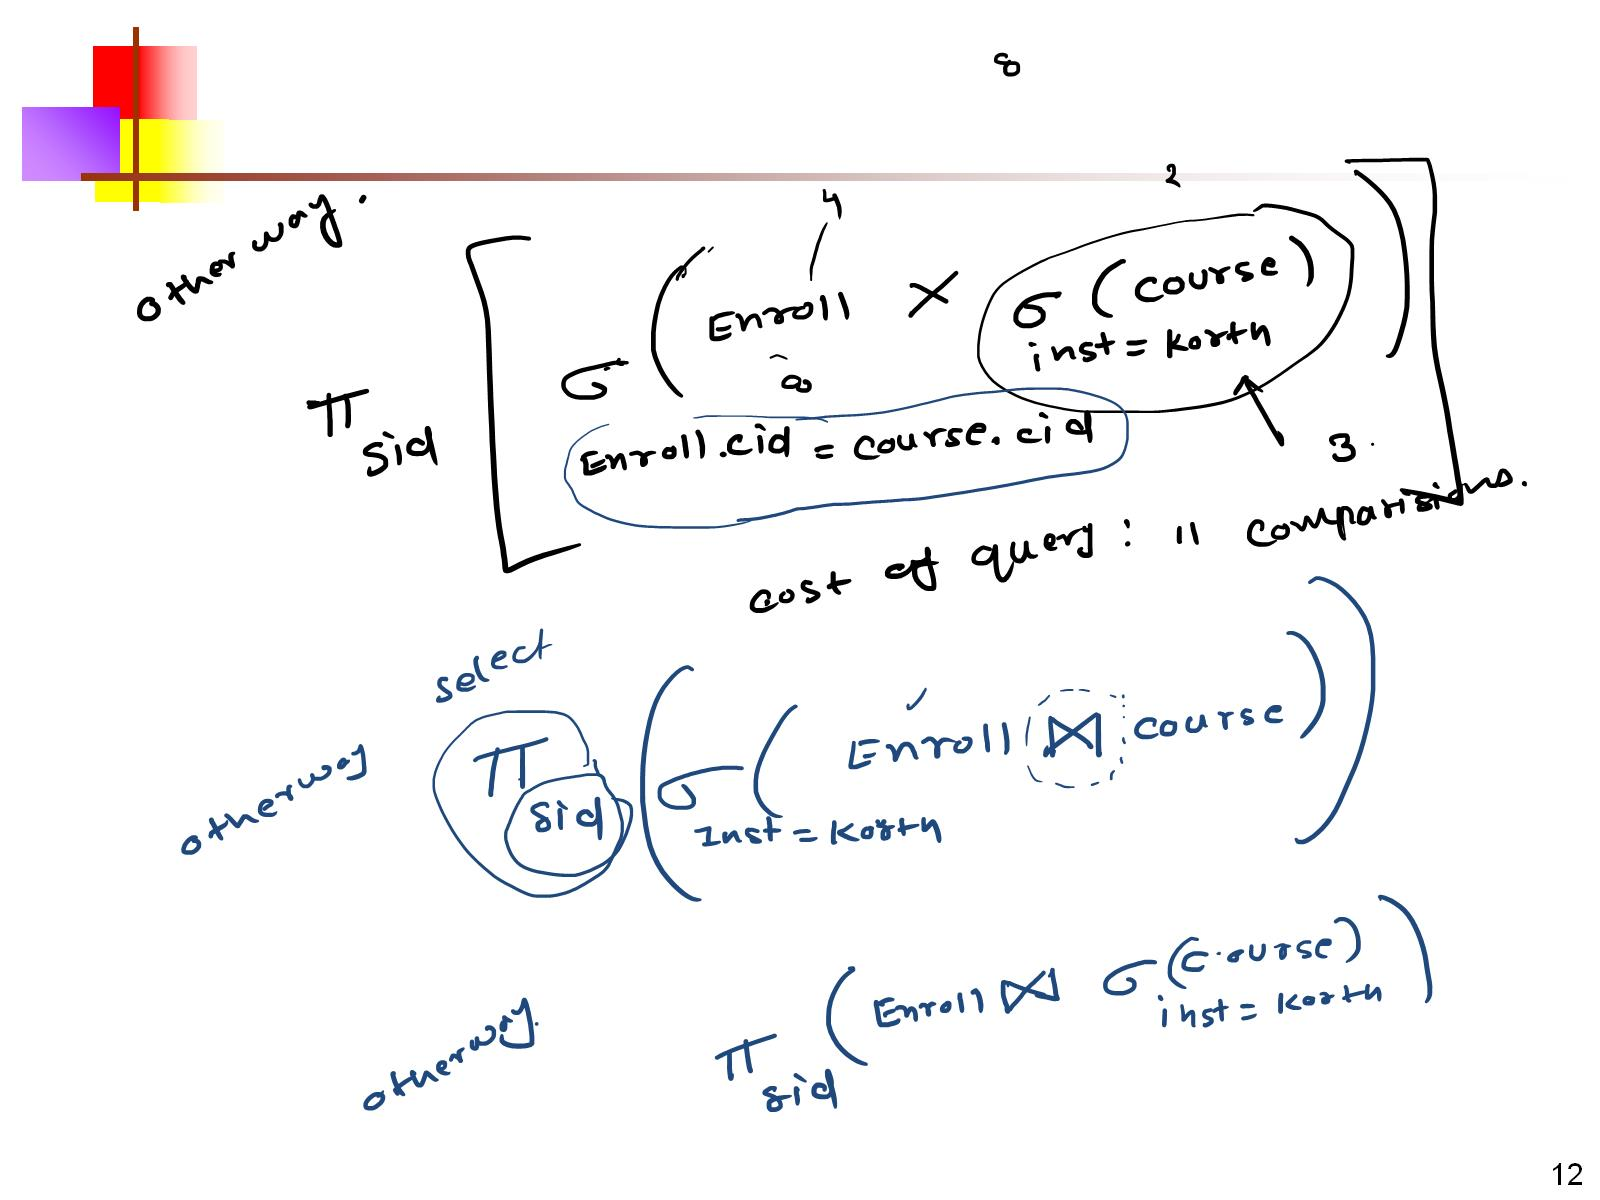 8
other way.
4
2
Π sid [ σ ( Enroll × σ (course) ) ]
inst = Korth
8
Enroll.cid = course.cid
3.
cost of query : 11 comparisions.
select
otherway Π sid ( σ ( Enroll ⋈ course ) )
✓
Inst = Korth
otherway. Π sid ( Enroll ⋈ σ (course) )
inst = Korth
12